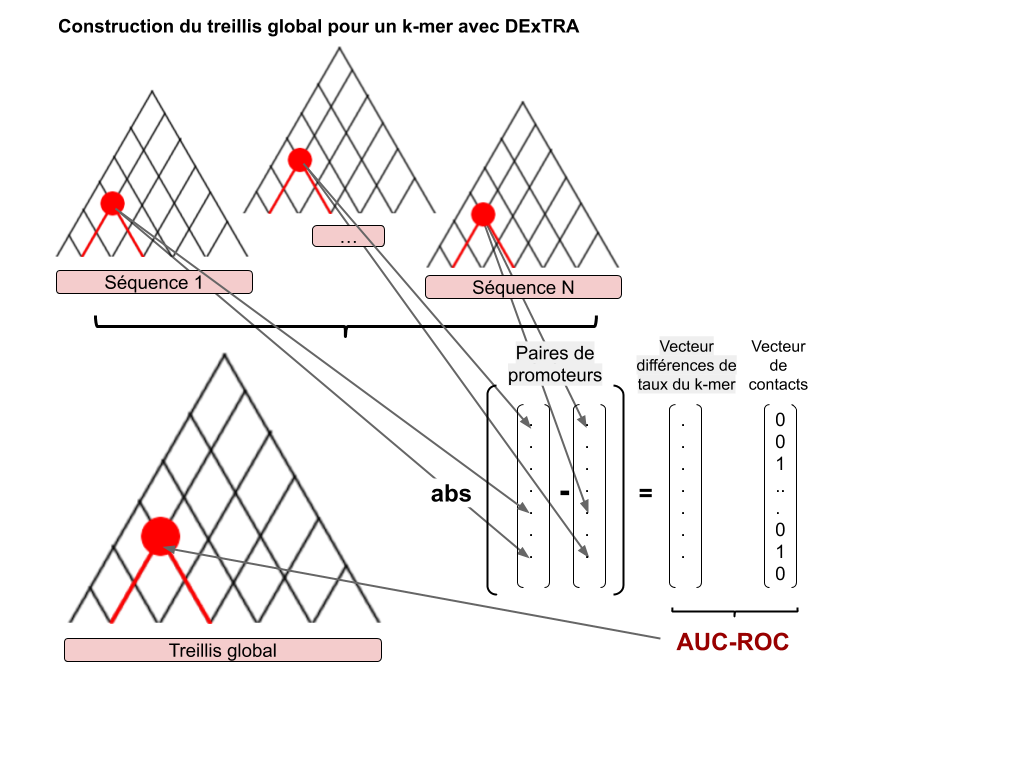 Construction du treillis global pour un k-mer avec DExTRA
Séquence 1
...
Séquence N
Paires de
promoteurs
Vecteur
différences de
taux du k-mer
Vecteur
de
contacts
abs
.
.
.
.
.
.
.
-
.
.
.
.
.
.
.
=
.
.
.
.
.
.
.
0
0
1
..
.
0
1
0
Treillis global
AUC-ROC